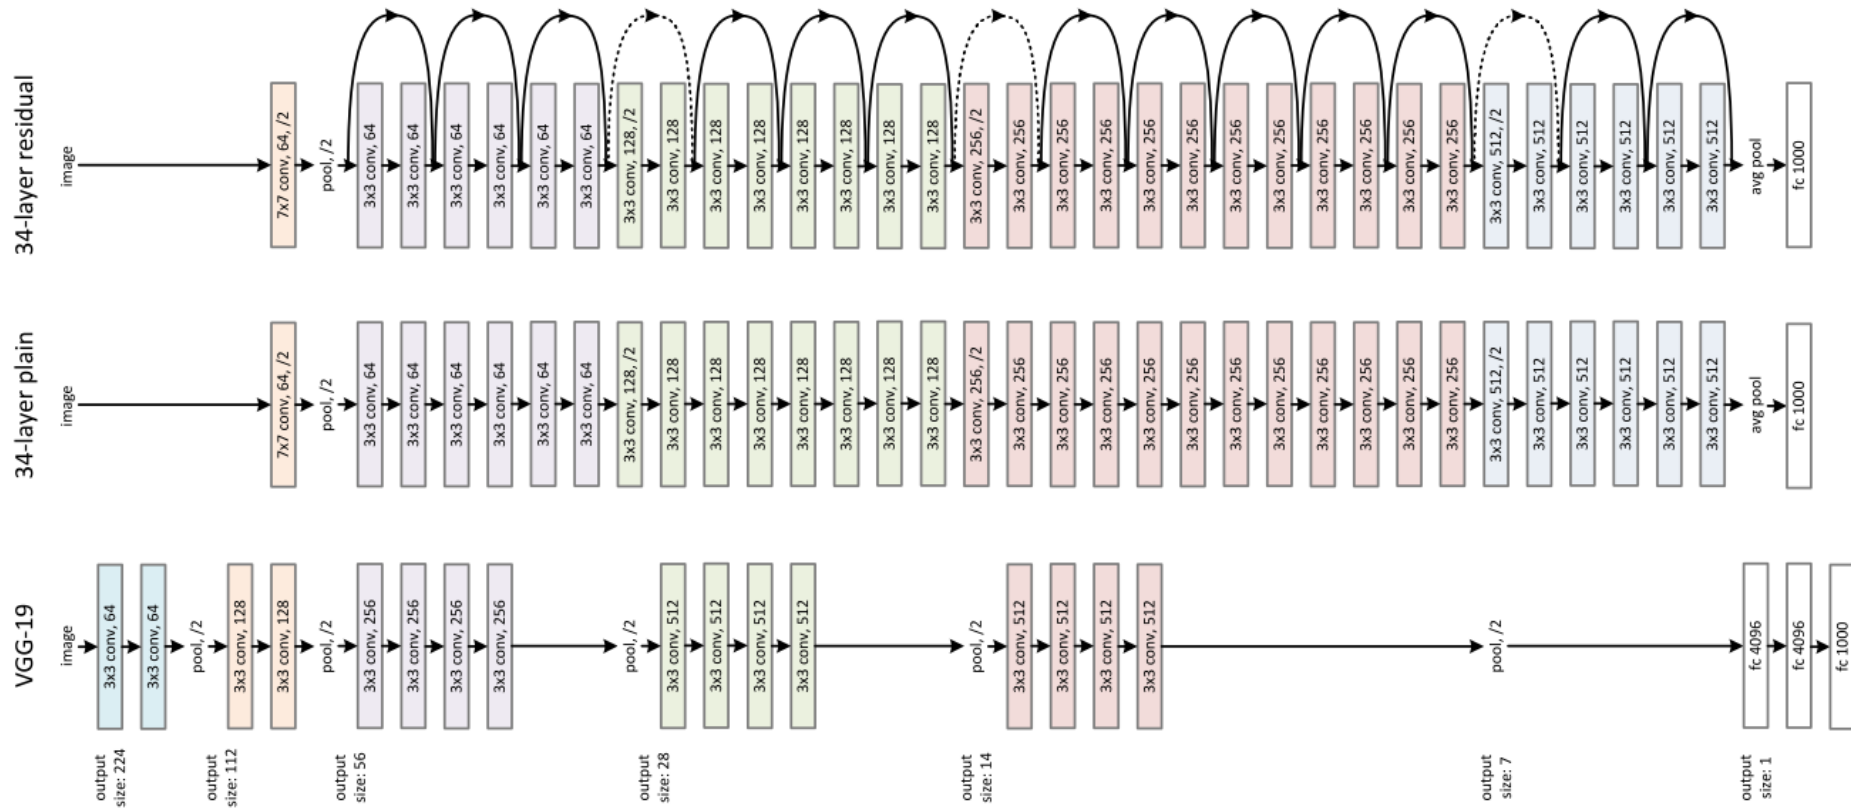 34-layer residual
image
7x7 conv, 64, /2
pool, /2
3x3 conv, 64
3x3 conv, 64
3x3 conv, 64
3x3 conv, 64
3x3 conv, 64
3x3 conv, 64
3x3 conv, 128, /2
3x3 conv, 128
3x3 conv, 128
3x3 conv, 128
3x3 conv, 128
3x3 conv, 128
3x3 conv, 128
3x3 conv, 128
3x3 conv, 256, /2
3x3 conv, 256
3x3 conv, 256
3x3 conv, 256
3x3 conv, 256
3x3 conv, 256
3x3 conv, 256
3x3 conv, 256
3x3 conv, 256
3x3 conv, 256
3x3 conv, 256
3x3 conv, 256
3x3 conv, 512, /2
3x3 conv, 512
3x3 conv, 512
3x3 conv, 512
3x3 conv, 512
3x3 conv, 512
avg pool
fc 1000
34-layer plain
image
7x7 conv, 64, /2
pool, /2
3x3 conv, 64
3x3 conv, 64
3x3 conv, 64
3x3 conv, 64
3x3 conv, 64
3x3 conv, 64
3x3 conv, 128, /2
3x3 conv, 128
3x3 conv, 128
3x3 conv, 128
3x3 conv, 128
3x3 conv, 128
3x3 conv, 128
3x3 conv, 128
3x3 conv, 256, /2
3x3 conv, 256
3x3 conv, 256
3x3 conv, 256
3x3 conv, 256
3x3 conv, 256
3x3 conv, 256
3x3 conv, 256
3x3 conv, 256
3x3 conv, 256
3x3 conv, 256
3x3 conv, 256
3x3 conv, 512, /2
3x3 conv, 512
3x3 conv, 512
3x3 conv, 512
3x3 conv, 512
3x3 conv, 512
avg pool
fc 1000
VGG-19
image
3x3 conv, 64
3x3 conv, 64
pool, /2
3x3 conv, 128
3x3 conv, 128
pool, /2
3x3 conv, 256
3x3 conv, 256
3x3 conv, 256
3x3 conv, 256
pool, /2
3x3 conv, 512
3x3 conv, 512
3x3 conv, 512
3x3 conv, 512
pool, /2
3x3 conv, 512
3x3 conv, 512
3x3 conv, 512
3x3 conv, 512
pool, /2
fc 4096
fc 4096
fc 1000
output
size: 224
output
size: 112
output
size: 56
output
size: 28
output
size: 14
output
size: 7
output
size: 1